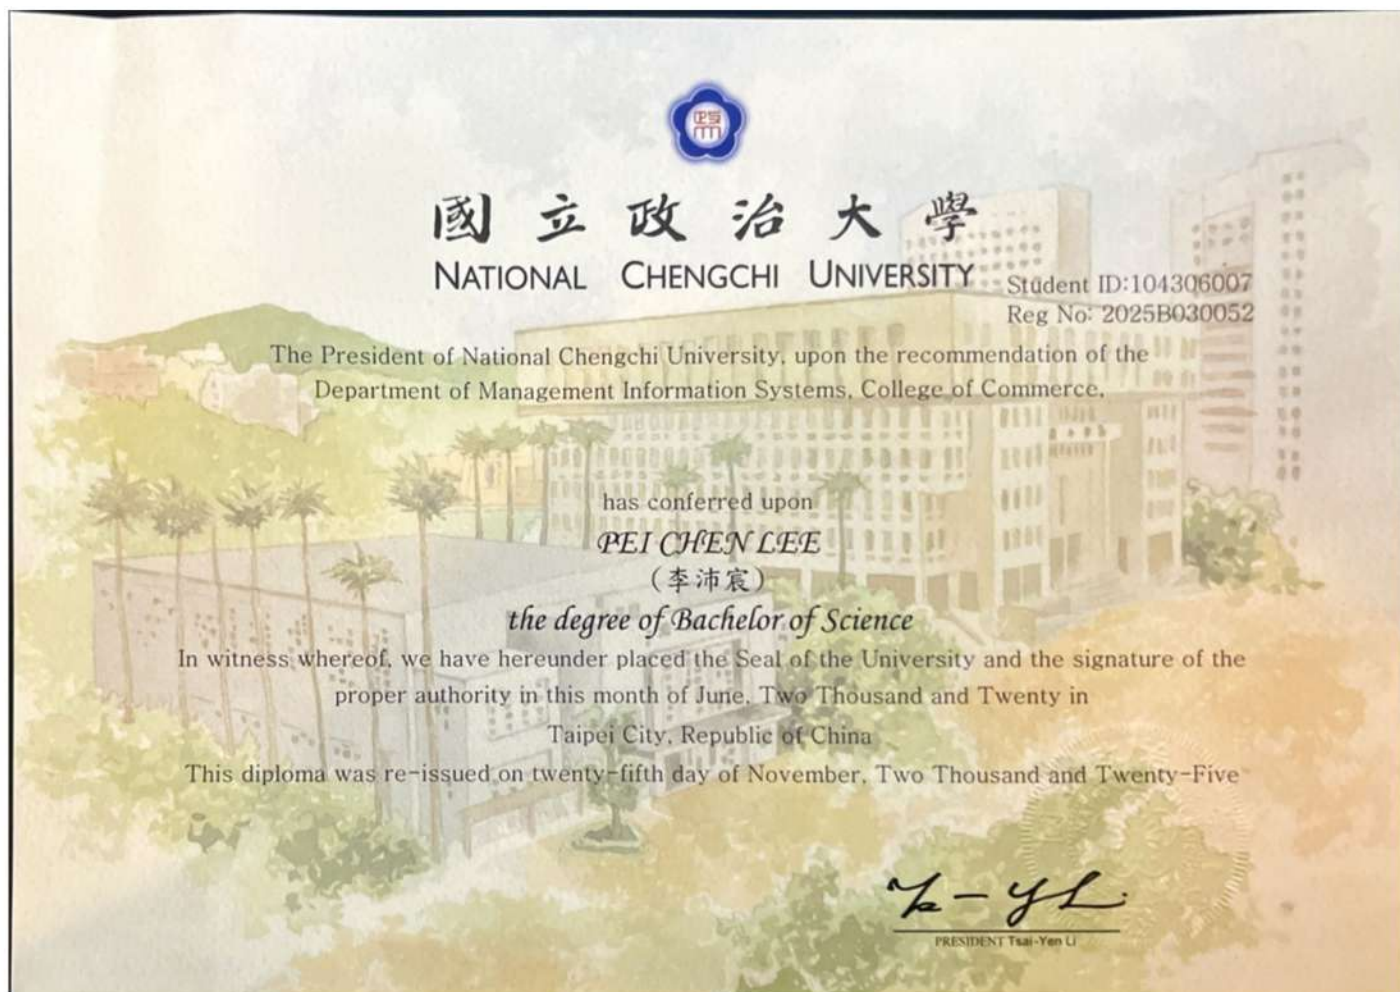 國立政治大學
NATIONAL CHENGCHI UNIVERSITY
Student ID:104306007
Reg No: 2025B030052
The President of National Chengchi University, upon the recommendation of the
Department of Management Information Systems, College of Commerce,
has conferred upon
PEI CHEN LEE
(李沛宸)
the degree of Bachelor of Science
In witness whereof, we have hereunder placed the Seal of the University and the signature of the
proper authority in this month of June, Two Thousand and Twenty in
Taipei City, Republic of China
This diploma was re-issued on twenty-fifth day of November, Two Thousand and Twenty-Five
PRESIDENT Tsai-Yen Li